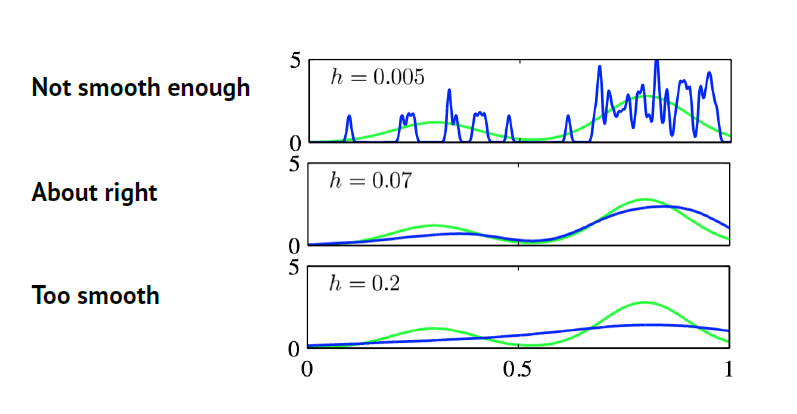 Not smooth enough
5
h = 0.005
0
About right
5
h = 0.07
0
Too smooth
5
h = 0.2
0
0 0.5 1